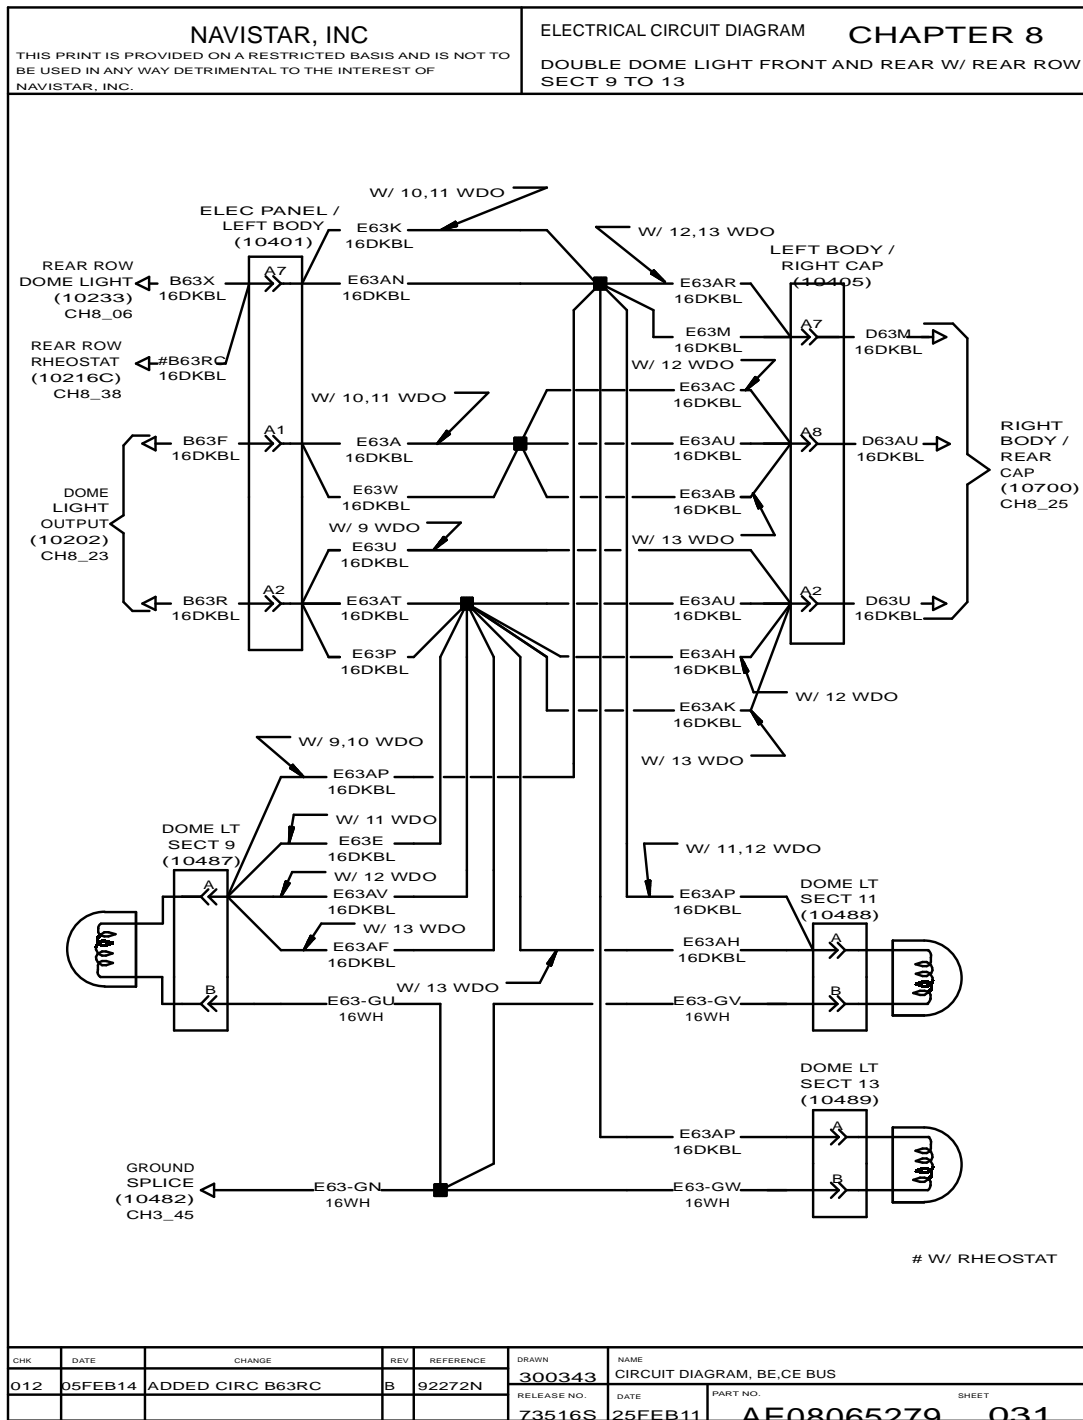 NAVISTAR, INC
THIS PRINT IS PROVIDED ON A RESTRICTED BASIS AND IS NOT TO
BE USED IN ANY WAY DETRIMENTAL TO THE INTEREST OF
NAVISTAR, INC.
ELECTRICAL CIRCUIT DIAGRAM
CHAPTER 8
DOUBLE DOME LIGHT FRONT AND REAR W/ REAR ROW
SECT 9 TO 13
W/ 10,11 WDO
ELEC PANEL /
LEFT BODY
(10401)
E63K
16DKBL
W/ 12,13 WDO
LEFT BODY /
RIGHT CAP
(10405)
REAR ROW
DOME LIGHT
(10233)
CH8_06
B63X
16DKBL
A7
E63AN
16DKBL
E63AR
16DKBL
REAR ROW
RHEOSTAT
(10216C)
CH8_38
#B63RC
16DKBL
E63M
16DKBL
A7
D63M
16DKBL
W/ 12 WDO
E63AC
16DKBL
W/ 10,11 WDO
B63F
16DKBL
A1
E63A
16DKBL
E63AU
16DKBL
A8
D63AU
16DKBL
RIGHT
BODY /
REAR
CAP
(10700)
CH8_25
DOME
LIGHT
OUTPUT
(10202)
CH8_23
E63W
16DKBL
E63AB
16DKBL
W/ 9 WDO
W/ 13 WDO
E63U
16DKBL
B63R
16DKBL
A2
E63AT
16DKBL
E63AU
16DKBL
A2
D63U
16DKBL
E63P
16DKBL
E63AH
16DKBL
W/ 12 WDO
E63AK
16DKBL
W/ 13 WDO
W/ 9,10 WDO
E63AP
16DKBL
W/ 11 WDO
DOME LT
SECT 9
(10487)
E63E
16DKBL
W/ 11,12 WDO
W/ 12 WDO
A
E63AV
16DKBL
E63AP
16DKBL
DOME LT
SECT 11
(10488)
W/ 13 WDO
E63AF
16DKBL
E63AH
16DKBL
A
W/ 13 WDO
B
E63-GU
16WH
E63-GV
16WH
B
DOME LT
SECT 13
(10489)
E63AP
16DKBL
A
GROUND
SPLICE
(10482)
CH3_45
E63-GN
16WH
E63-GW
16WH
B
# W/ RHEOSTAT
CHK DATE CHANGE REV REFERENCE
012 05FEB14 ADDED CIRC B63RC B 92272N
DRAWN
300343
NAME
CIRCUIT DIAGRAM, BE,CE BUS
RELEASE NO.
73516S
DATE
25FEB11
PART NO.
AE08065279
SHEET
031